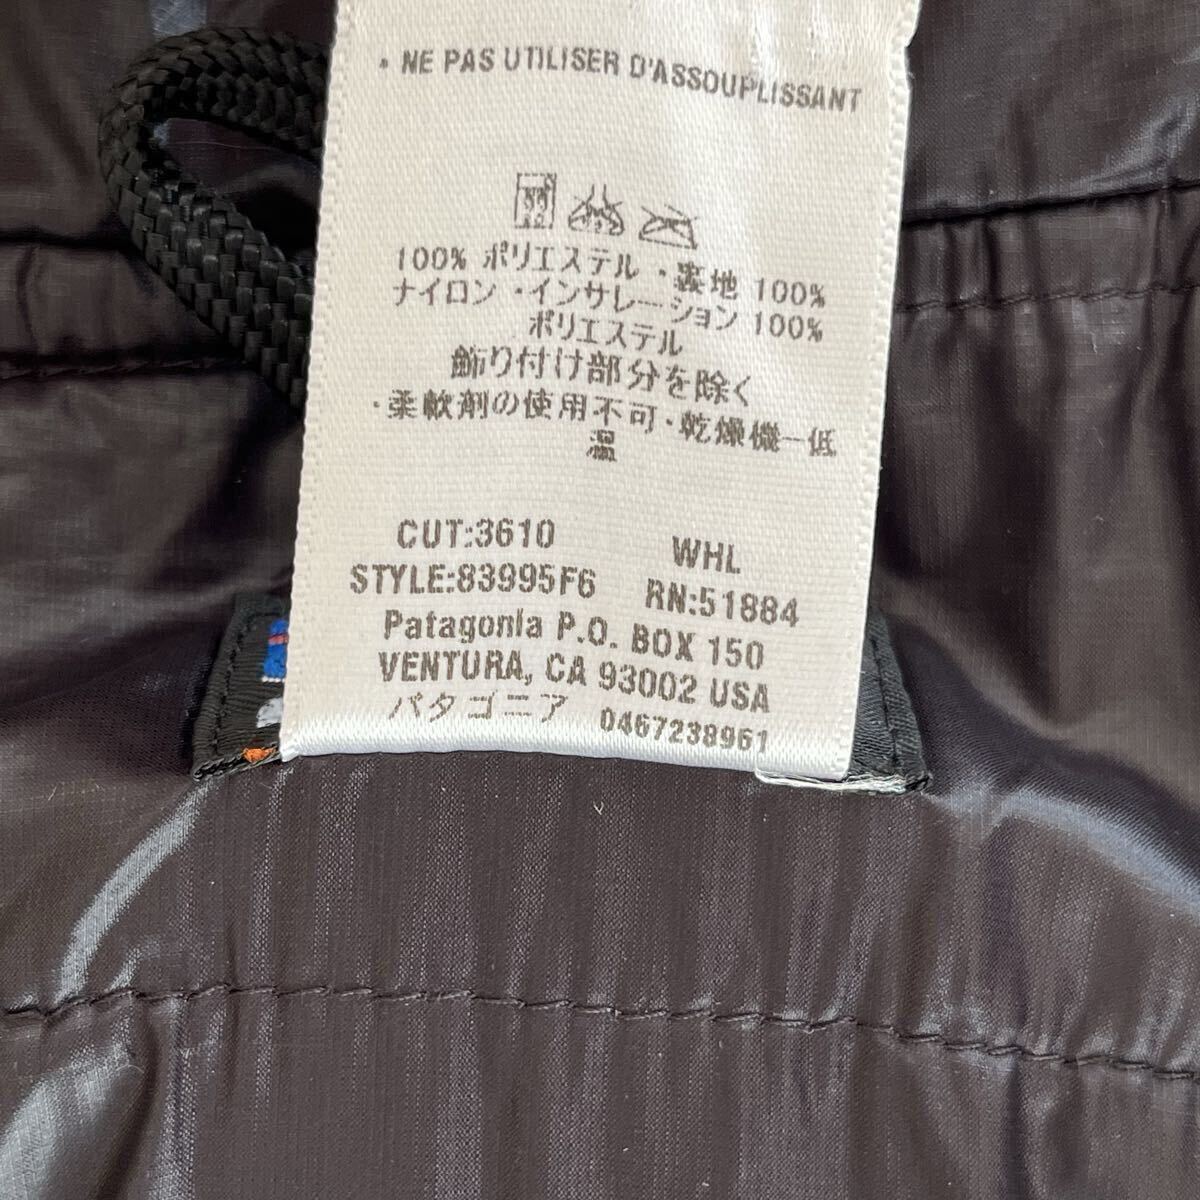 • NE PAS UTILISER D'ASSOUPLISSANT
100% ポリエステル・裏地 100%
ナイロン・インサレーション 100%
ポリエステル
飾り付け部分を除く
・柔軟剤の使用不可・乾燥機一低
温
CUT:3610 WHL
STYLE:83995F6 RN:51884
Patagonia P.O. BOX 150
VENTURA, CA 93002 USA
パタゴニア 0467238961